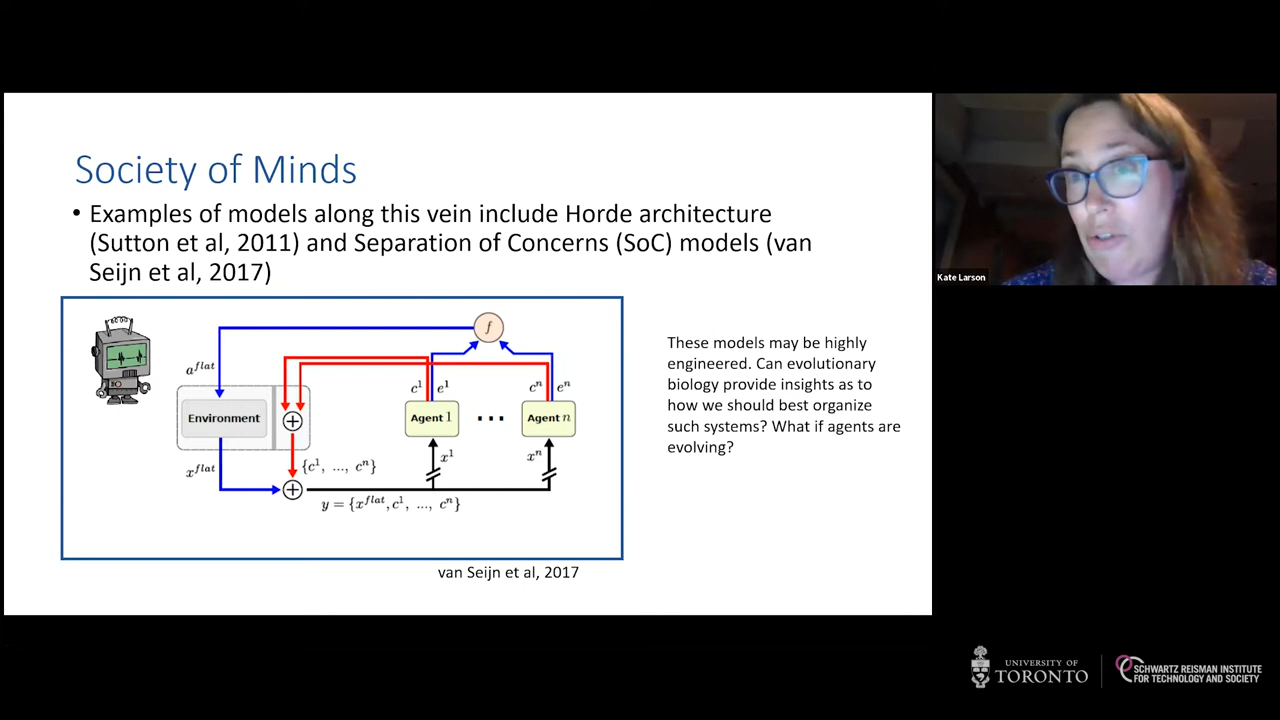 Society of Minds
• Examples of models along this vein include Horde architecture
(Sutton et al, 2011) and Separation of Concerns (SoC) models (van
Seijn et al, 2017)
f
a^flat
c^1 e^1
c^n e^n
Environment
+
Agent 1
...
Agent n
x^flat
{c^1, ..., c^n}
x^1
x^n
+
y = {x^flat, c^1, ..., c^n}
van Seijn et al, 2017
These models may be highly
engineered. Can evolutionary
biology provide insights as to
how we should best organize
such systems? What if agents are
evolving?
Kate Larson
UNIVERSITY OF
TORONTO
SCHWARTZ REISMAN INSTITUTE
FOR TECHNOLOGY AND SOCIETY